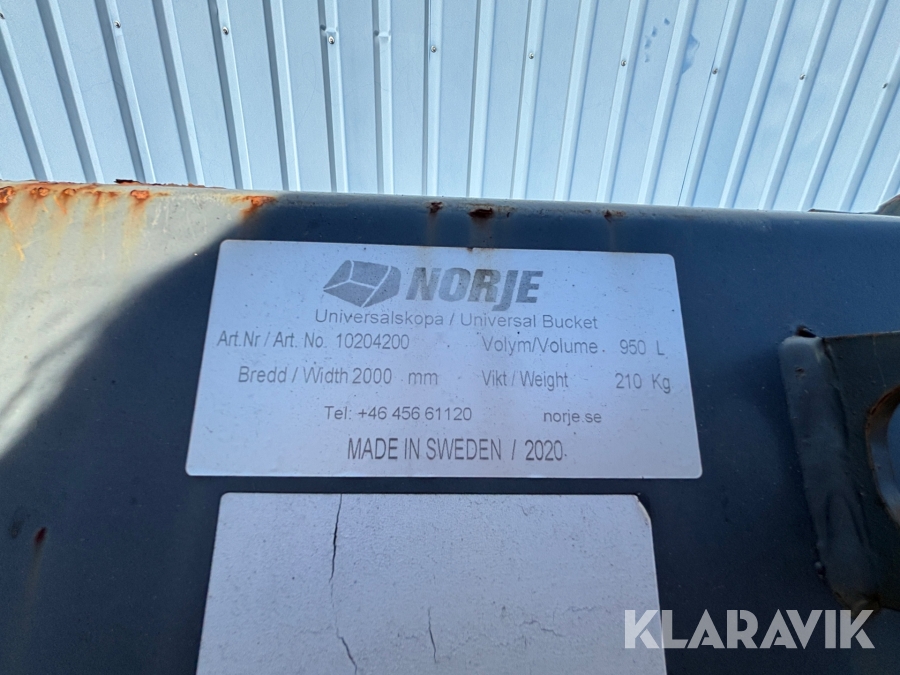 NORJE
Universalskopa / Universal Bucket
Art.Nr / Art. No. 10204200 Volym/Volume. 950 L
Bredd / Width 2000 mm Vikt / Weight 210 Kg
Tel: +46 456 61120 norje.se
MADE IN SWEDEN / 2020.
KLARAVIK